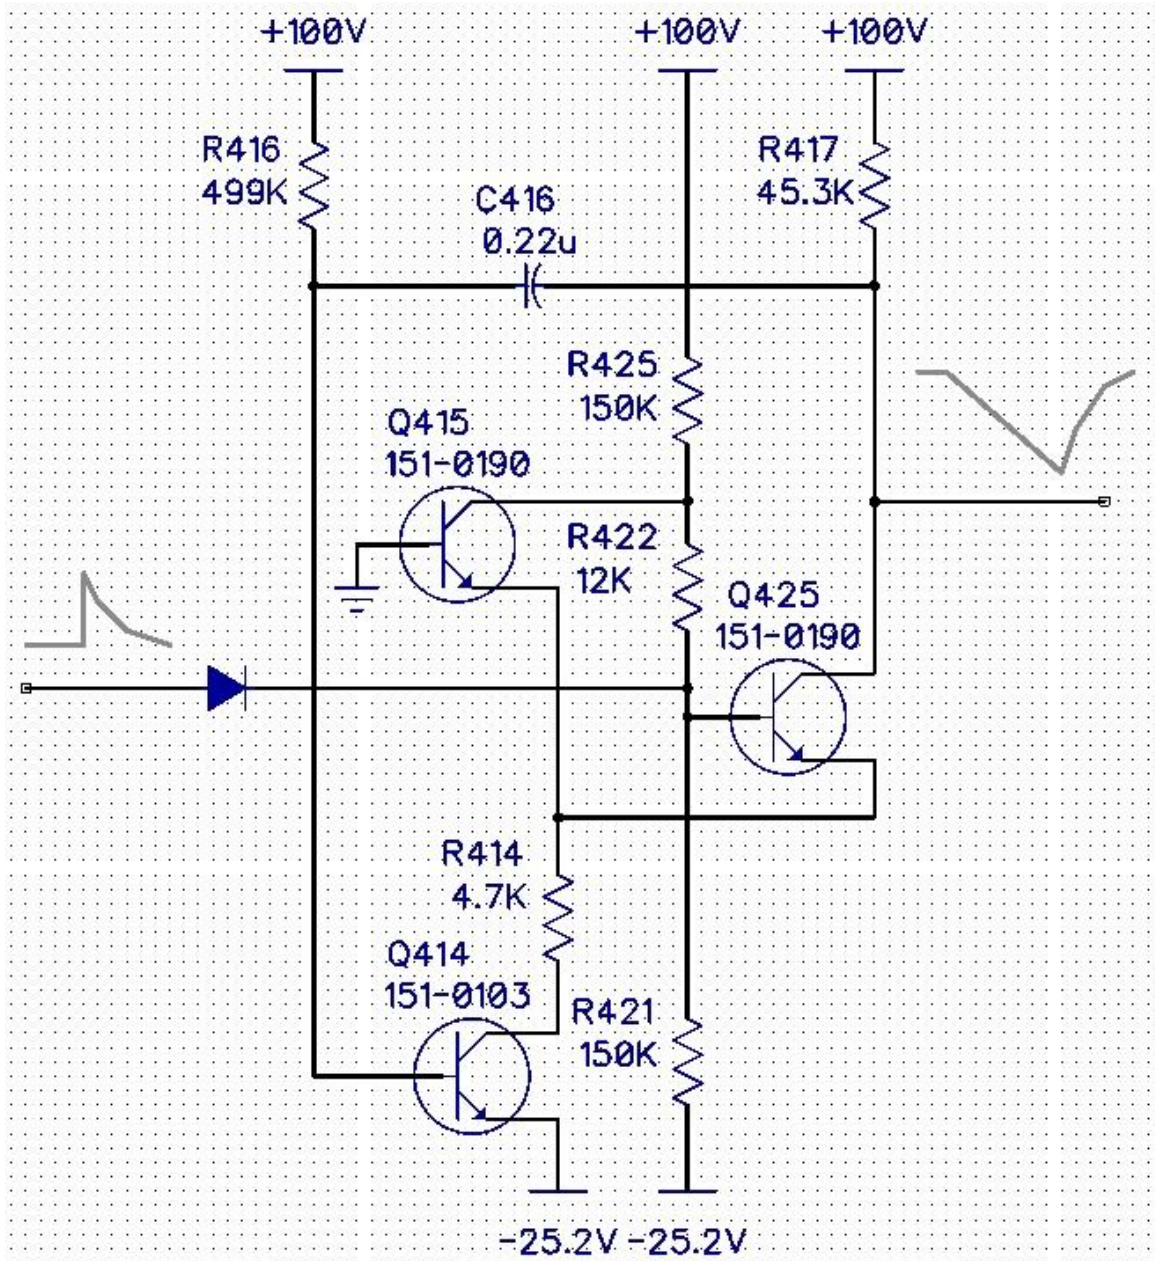 +100V
+100V
+100V
R416
499K
R417
45.3K
C416
0.22u
R425
150K
Q415
151-0190
R422
12K
Q425
151-0190
R414
4.7K
Q414
151-0103
R421
150K
-25.2V
-25.2V